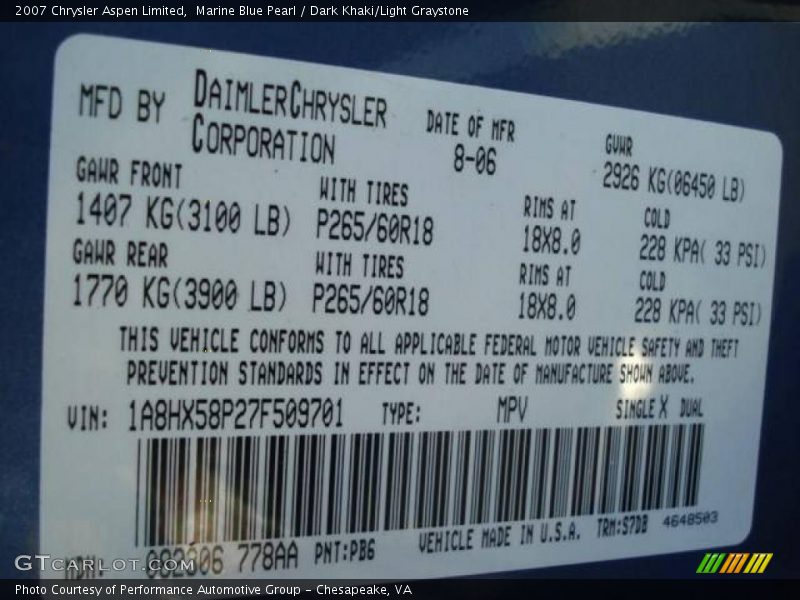 2007 Chrysler Aspen Limited,  Marine Blue Pearl / Dark Khaki/Light Graystone
MFD BY DAIMLERCHRYSLER CORPORATION
DATE OF MFR 8-06
GVWR 2926 KG(06450 LB)
GAWR FRONT WITH TIRES RIMS AT COLD
1407 KG(3100 LB) P265/60R18 18X8.0 228 KPA( 33 PSI)
GAWR REAR WITH TIRES RIMS AT COLD
1770 KG(3900 LB) P265/60R18 18X8.0 228 KPA( 33 PSI)
THIS VEHICLE CONFORMS TO ALL APPLICABLE FEDERAL MOTOR VEHICLE SAFETY AND THEFT
PREVENTION STANDARDS IN EFFECT ON THE DATE OF MANUFACTURE SHOWN ABOVE.
VIN: 1A8HX58P27F509701 TYPE: MPV SINGLE X DUAL
MDH: 082806 778AA PNT:PB6 VEHICLE MADE IN U.S.A. TRM:S7DB 4648503
GTCARLOT.COM
Photo Courtesy of Performance Automotive Group - Chesapeake, VA